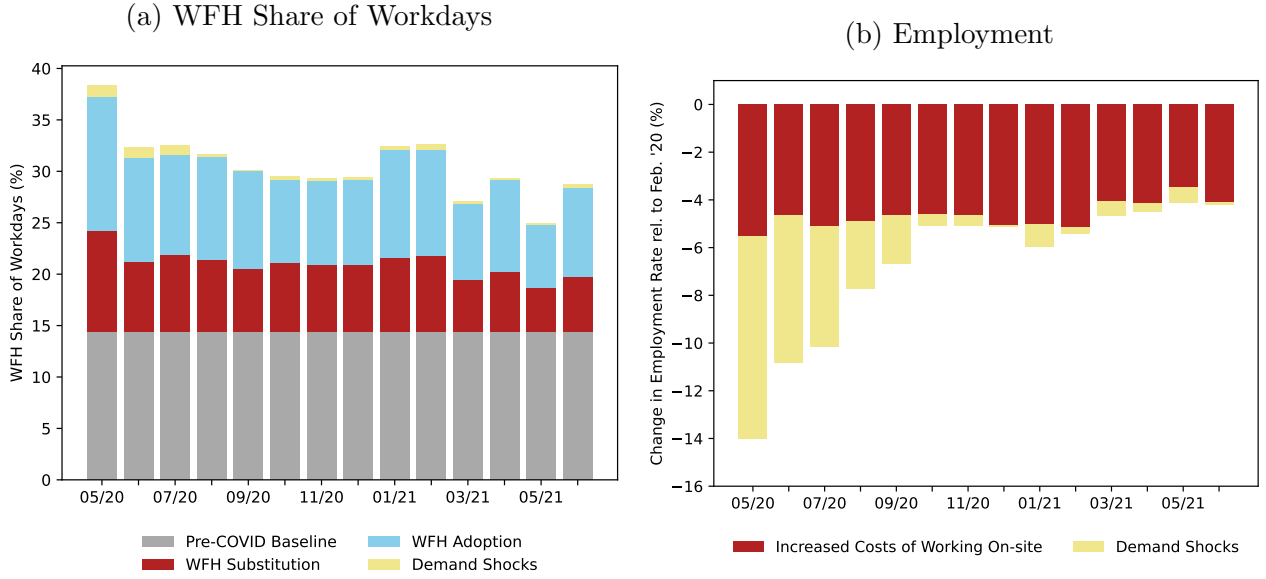 (a) WFH Share of Workdays
WFH Share of Workdays (%)
40
35
30
25
20
15
10
5
0
05/20 07/20 09/20 11/20 01/21 03/21 05/21
Pre-COVID Baseline
WFH Substitution
WFH Adoption
Demand Shocks
(b) Employment
Change in Employment Rate rel. to Feb. '20 (%)
0
−2
−4
−6
−8
−10
−12
−14
−16
05/20 07/20 09/20 11/20 01/21 03/21 05/21
Increased Costs of Working On-site
Demand Shocks